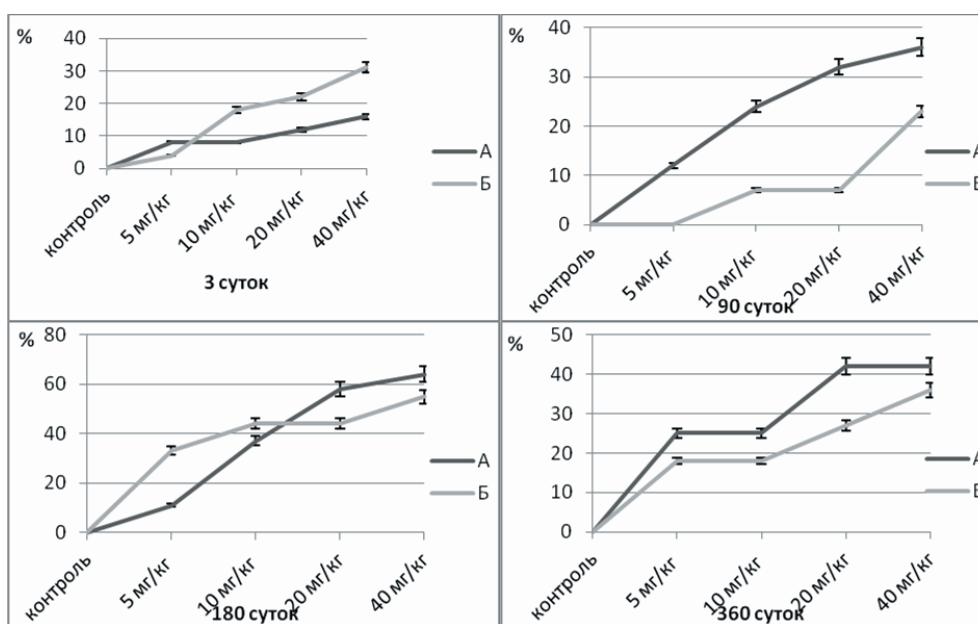 %
40
30
20
10
0
контроль
5 мг/кг
10 мг/кг
20 мг/кг
40 мг/кг
А
Б
3 суток
%
40
30
20
10
0
контроль
5 мг/кг
10 мг/кг
20 мг/кг
40 мг/кг
А
Б
90 суток
%
80
60
40
20
0
контроль
5 мг/кг
10 мг/кг
20 мг/кг
40 мг/кг
А
Б
180 суток
%
50
40
30
20
10
0
контроль
5 мг/кг
10 мг/кг
20 мг/кг
40 мг/кг
А
Б
360 суток